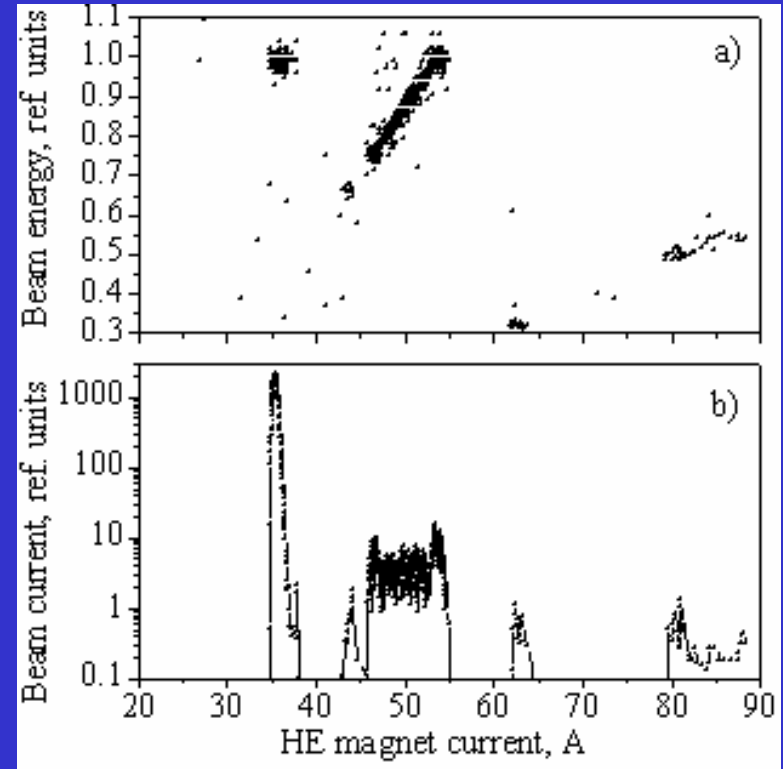 Beam energy, ref. units
1.1
1.0
0.9
0.8
0.7
0.6
0.5
0.4
0.3
a)
Beam current, ref. units
1000
100
10
1
0.1
b)
20 30 40 50 60 70 80 90
HE magnet current, A